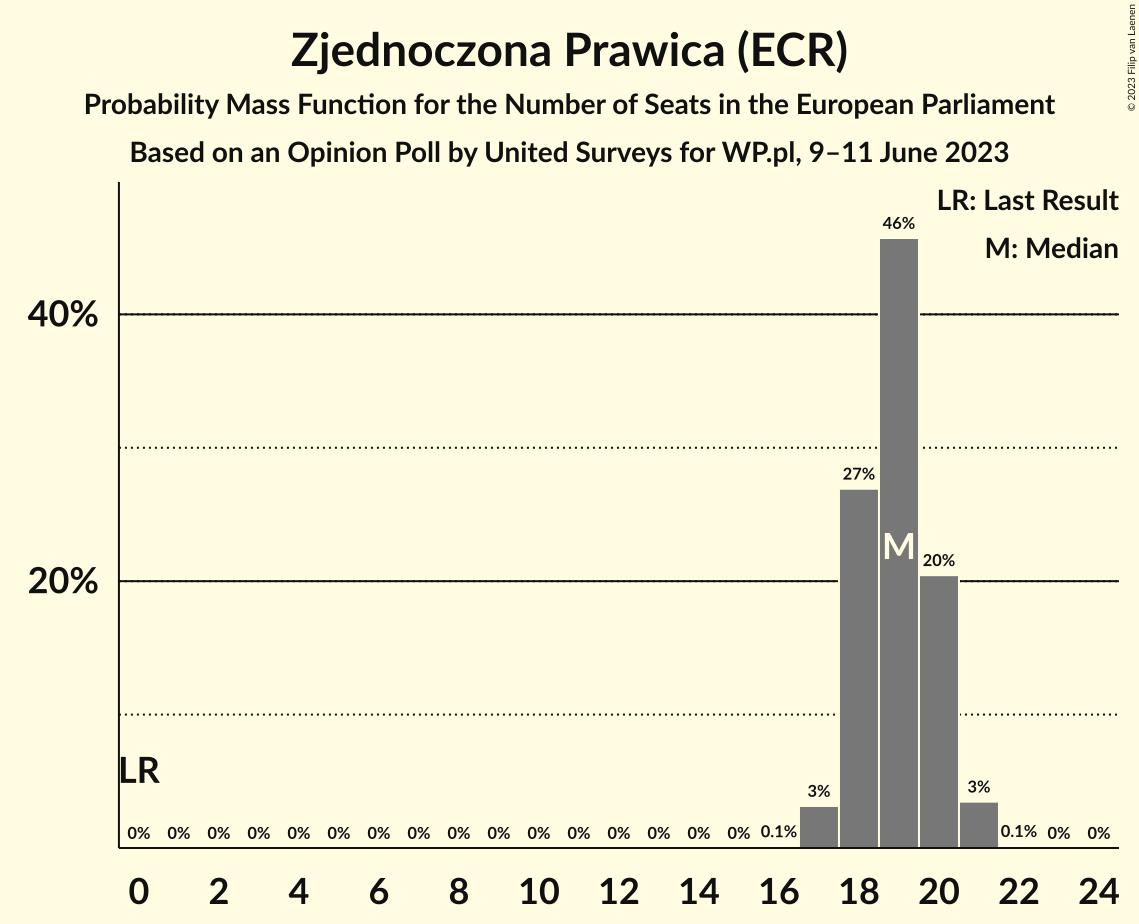 Zjednoczona Prawica (ECR)
Probability Mass Function for the Number of Seats in the European Parliament
Based on an Opinion Poll by United Surveys for WP.pl, 9–11 June 2023
© 2023 Filip van Laenen
LR: Last Result
M: Median
46%
40%
27%
M
20%
20%
LR
3%
3%
0% 0% 0% 0% 0% 0% 0% 0% 0% 0% 0% 0% 0% 0% 0% 0% 0.1% 0.1% 0% 0%
0 2 4 6 8 10 12 14 16 18 20 22 24